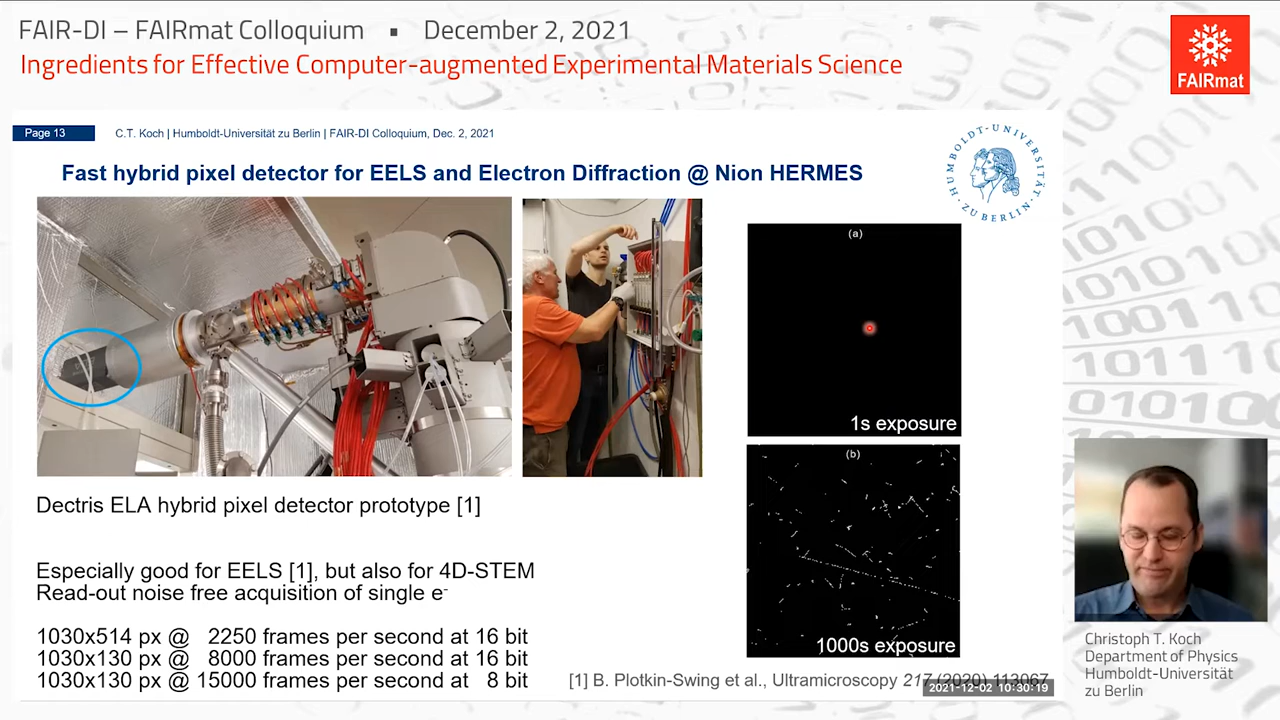 FAIR-DI – FAIRmat Colloquium ▪ December 2, 2021
Ingredients for Effective Computer-augmented Experimental Materials Science
FAIRmat
Page 13
C.T. Koch | Humboldt-Universität zu Berlin | FAIR-DI Colloquium, Dec. 2, 2021
HUMBOLDT-UNIVERSITÄT ZU BERLIN
Fast hybrid pixel detector for EELS and Electron Diffraction @ Nion HERMES
(a)
1s exposure
(b)
1000s exposure
Dectris ELA hybrid pixel detector prototype [1]
Especially good for EELS [1], but also for 4D-STEM
Read-out noise free acquisition of single e-
1030x514 px @ 2250 frames per second at 16 bit
1030x130 px @ 8000 frames per second at 16 bit
1030x130 px @ 15000 frames per second at 8 bit
[1] B. Plotkin-Swing et al., Ultramicroscopy 217 (2020) 113067
2021-12-02 10:30:19
Christoph T. Koch
Department of Physics
Humboldt-Universität
zu Berlin